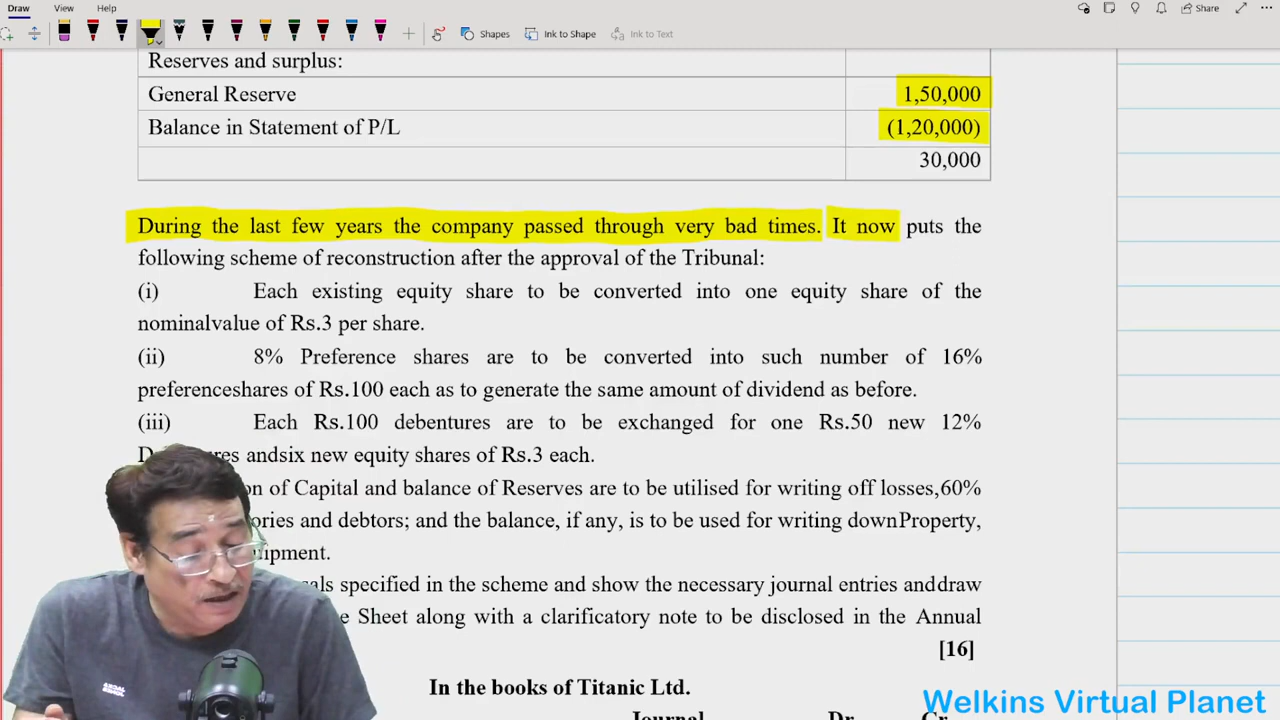 Draw View Help
Share
Shapes Ink to Shape Ink to Text
Reserves and surplus:
General Reserve 1,50,000
Balance in Statement of P/L (1,20,000)
30,000
During the last few years the company passed through very bad times. It now puts the
following scheme of reconstruction after the approval of the Tribunal:
(i) Each existing equity share to be converted into one equity share of the
nominalvalue of Rs.3 per share.
(ii) 8% Preference shares are to be converted into such number of 16%
preferenceshares of Rs.100 each as to generate the same amount of dividend as before.
(iii) Each Rs.100 debentures are to be exchanged for one Rs.50 new 12%
andsix new equity shares of Rs.3 each.
of Capital and balance of Reserves are to be utilised for writing off losses,60%
and debtors; and the balance, if any, is to be used for writing downProperty,
specified in the scheme and show the necessary journal entries anddraw
Sheet along with a clarificatory note to be disclosed in the Annual
[16]
In the books of Titanic Ltd.
Journal Dr. Cr.
Welkins Virtual Planet